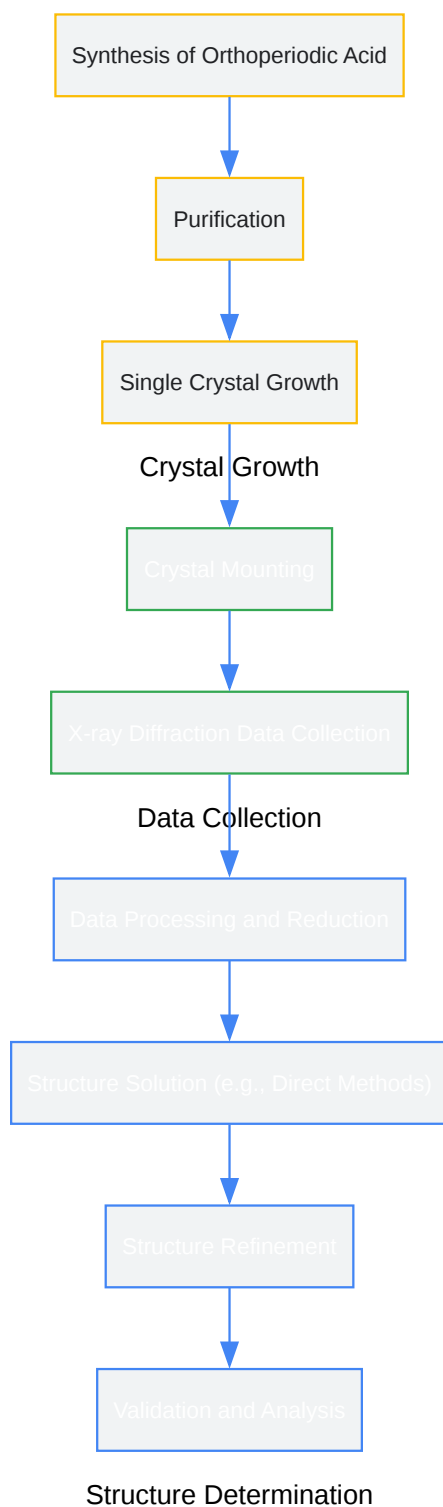 Synthesis of Orthoperiodic Acid
Purification
Single Crystal Growth
Crystal Growth
Crystal Mounting
X-ray Diffraction Data Collection
Data Collection
Data Processing and Reduction
Structure Solution (e.g., Direct Methods)
Structure Refinement
Validation and Analysis
Structure Determination